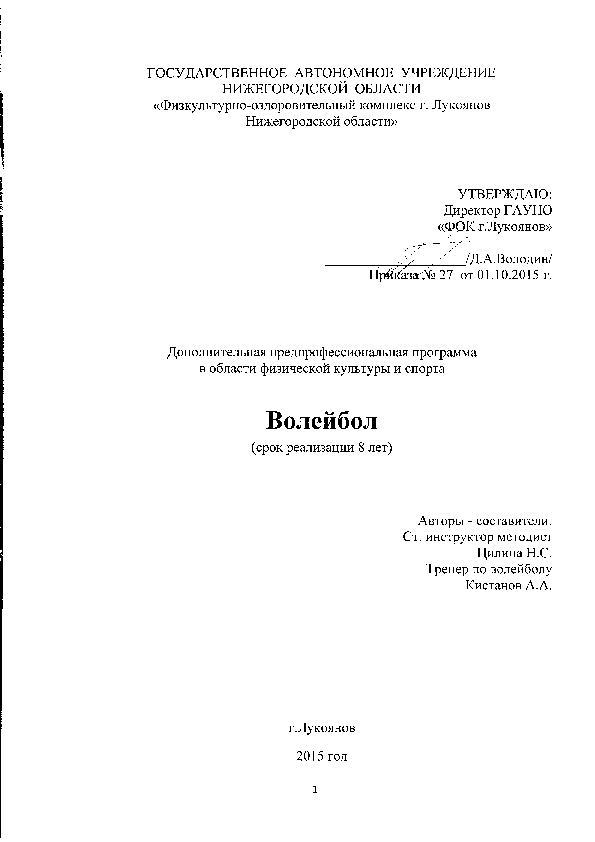 ГОСУДАРСТВЕННОЕ АВТОНОМНОЕ УЧРЕЖДЕНИЕ
НИЖЕГОРОДСКОЙ ОБЛАСТИ
«Физкультурно-оздоровительный комплекс г. Лукоянов
Нижегородской области»
УТВЕРЖДАЮ:
Директор ГАУНО
«ФОК г.Лукоянов»
/Д.А.Володин/
Приказ № 27 от 01.10.2015 г.
Дополнительная предпрофессиональная программа
в области физической культуры и спорта
Волейбол
(срок реализации 8 лет)
Авторы - составители:
Ст. инструктор методист
Цилина Н.С.
Тренер по волейболу
Кистанов А.А.
г.Лукоянов
2015 год
1